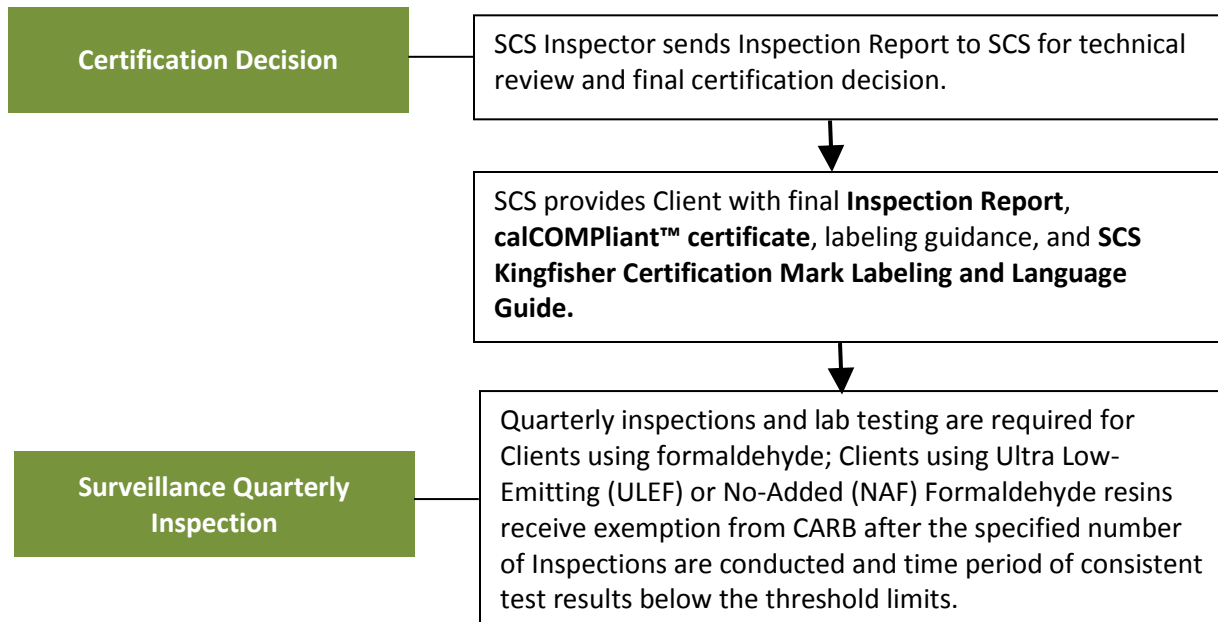 Certification Decision
SCS Inspector sends Inspection Report to SCS for technical
review and final certification decision.
SCS provides Client with final Inspection Report,
calCOMPliant™ certificate, labeling guidance, and SCS
Kingfisher Certification Mark Labeling and Language
Guide.
Surveillance Quarterly
Inspection
Quarterly inspections and lab testing are required for
Clients using formaldehyde; Clients using Ultra Low-
Emitting (ULEF) or No-Added (NAF) Formaldehyde resins
receive exemption from CARB after the specified number
of Inspections are conducted and time period of consistent
test results below the threshold limits.